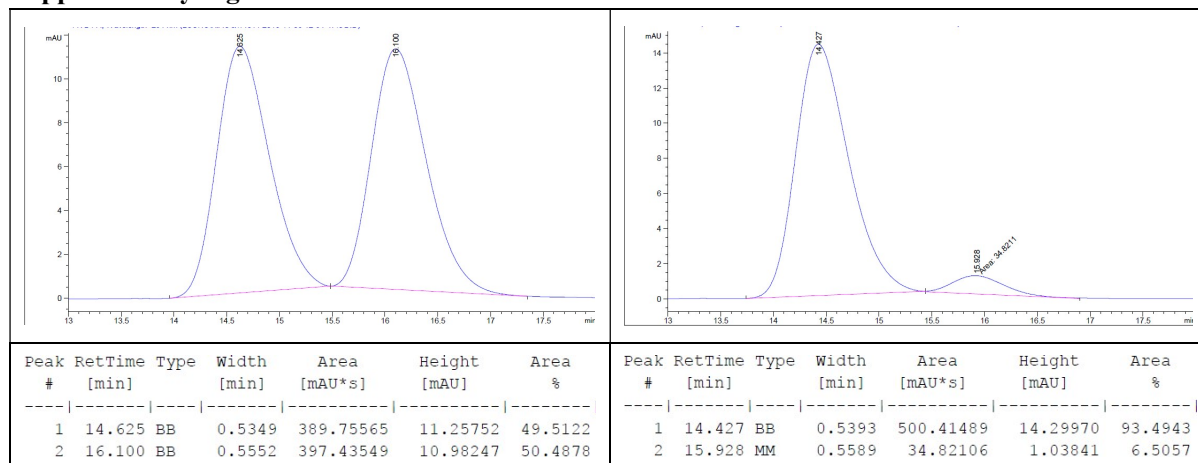 mAU
14.625
16.100
10
8
6
4
2
0
13 13.5 14 14.5 15 15.5 16 16.5 17 17.5
Peak RetTime Type Width Area Height Area
# [min] [min] [mAU*s] [mAU] %
----|-------|----|-------|----------|----------|--------|
1 14.625 BB 0.5349 389.75565 11.25752 49.5122
2 16.100 BB 0.5552 397.43549 10.98247 50.4878
mAU
14.427
15.928
Area: 34.8211
14
12
10
8
6
4
2
0
13 13.5 14 14.5 15 15.5 16 16.5 17 17.5
Peak RetTime Type Width Area Height Area
# [min] [min] [mAU*s] [mAU] %
----|-------|----|-------|----------|----------|--------|
1 14.427 BB 0.5393 500.41489 14.29970 93.4943
2 15.928 MM 0.5589 34.82106 1.03841 6.5057